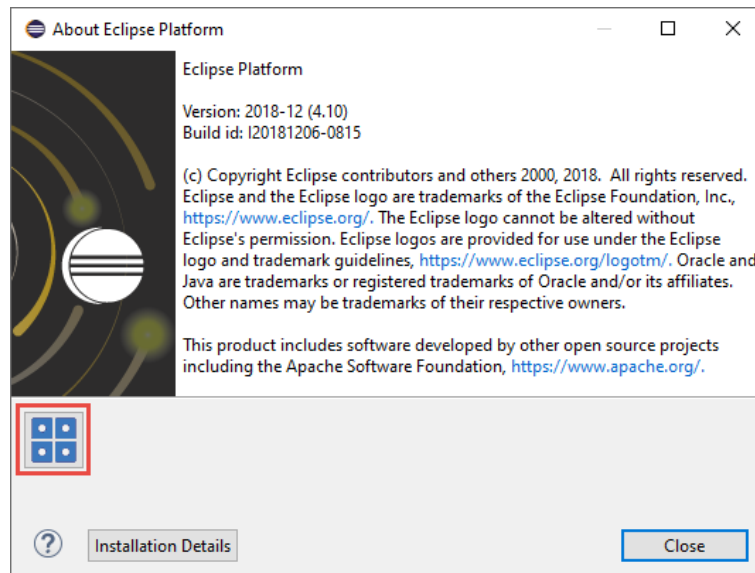 About Eclipse Platform
Eclipse Platform
Version: 2018-12 (4.10)
Build id: I20181206-0815
(c) Copyright Eclipse contributors and others 2000, 2018.  All rights reserved.
Eclipse and the Eclipse logo are trademarks of the Eclipse Foundation, Inc.,
https://www.eclipse.org/. The Eclipse logo cannot be altered without
Eclipse's permission. Eclipse logos are provided for use under the Eclipse
logo and trademark guidelines, https://www.eclipse.org/logotm/. Oracle and
Java are trademarks or registered trademarks of Oracle and/or its affiliates.
Other names may be trademarks of their respective owners.
This product includes software developed by other open source projects
including the Apache Software Foundation, https://www.apache.org/.
?
Installation Details
Close